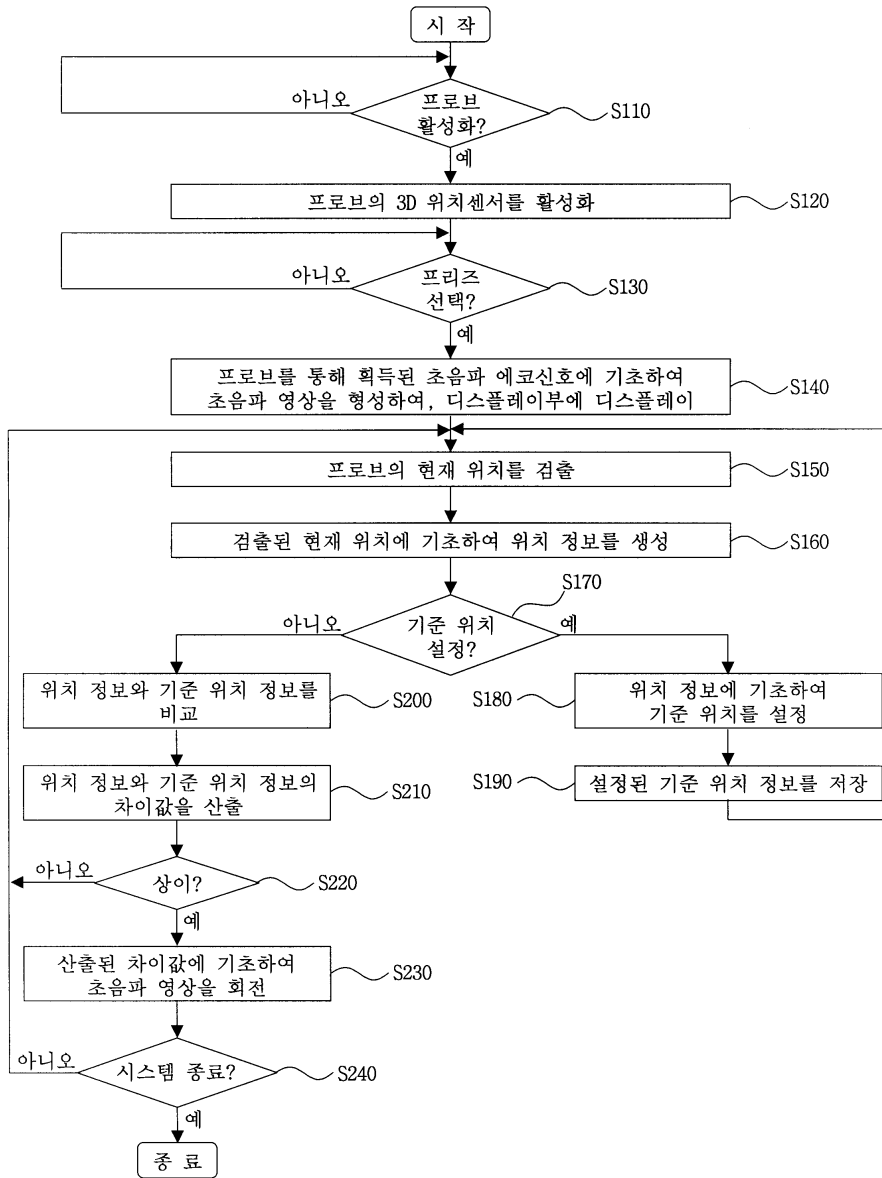 시 작
아니오
프로브
활성화?
S110
예
프로브의 3D 위치센서를 활성화
S120
아니오
프리즈
선택?
S130
예
프로브를 통해 획득된 초음파 에코신호에 기초하여
초음파 영상을 형성하여, 디스플레이부에 디스플레이
S140
프로브의 현재 위치를 검출
S150
검출된 현재 위치에 기초하여 위치 정보를 생성
S160
S170
아니오
기준 위치
설정?
예
위치 정보와 기준 위치 정보를
비교
S200
S180
위치 정보에 기초하여
기준 위치를 설정
위치 정보와 기준 위치 정보의
차이값을 산출
S210
S190
설정된 기준 위치 정보를 저장
아니오
상이?
S220
예
산출된 차이값에 기초하여
초음파 영상을 회전
S230
아니오
시스템 종료?
S240
예
종 료